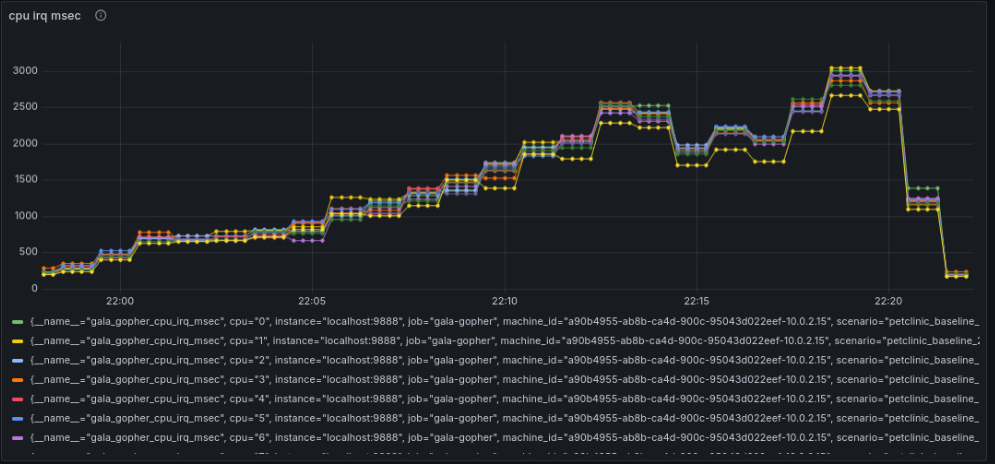 cpu irq msec
3000
2500
2000
1500
1000
500
0
22:00 22:05 22:10 22:15 22:20
{__name__="gala_gopher_cpu_irq_msec", cpu="0", instance="localhost:9888", job="gala-gopher", machine_id="a90b4955-ab8b-ca4d-900c-95043d022eef-10.0.2.15", scenario="petclinic_baseline_
{__name__="gala_gopher_cpu_irq_msec", cpu="1", instance="localhost:9888", job="gala-gopher", machine_id="a90b4955-ab8b-ca4d-900c-95043d022eef-10.0.2.15", scenario="petclinic_baseline_2
{__name__="gala_gopher_cpu_irq_msec", cpu="2", instance="localhost:9888", job="gala-gopher", machine_id="a90b4955-ab8b-ca4d-900c-95043d022eef-10.0.2.15", scenario="petclinic_baseline_
{__name__="gala_gopher_cpu_irq_msec", cpu="3", instance="localhost:9888", job="gala-gopher", machine_id="a90b4955-ab8b-ca4d-900c-95043d022eef-10.0.2.15", scenario="petclinic_baseline_
{__name__="gala_gopher_cpu_irq_msec", cpu="4", instance="localhost:9888", job="gala-gopher", machine_id="a90b4955-ab8b-ca4d-900c-95043d022eef-10.0.2.15", scenario="petclinic_baseline_
{__name__="gala_gopher_cpu_irq_msec", cpu="5", instance="localhost:9888", job="gala-gopher", machine_id="a90b4955-ab8b-ca4d-900c-95043d022eef-10.0.2.15", scenario="petclinic_baseline_
{__name__="gala_gopher_cpu_irq_msec", cpu="6", instance="localhost:9888", job="gala-gopher", machine_id="a90b4955-ab8b-ca4d-900c-95043d022eef-10.0.2.15", scenario="petclinic_baseline_